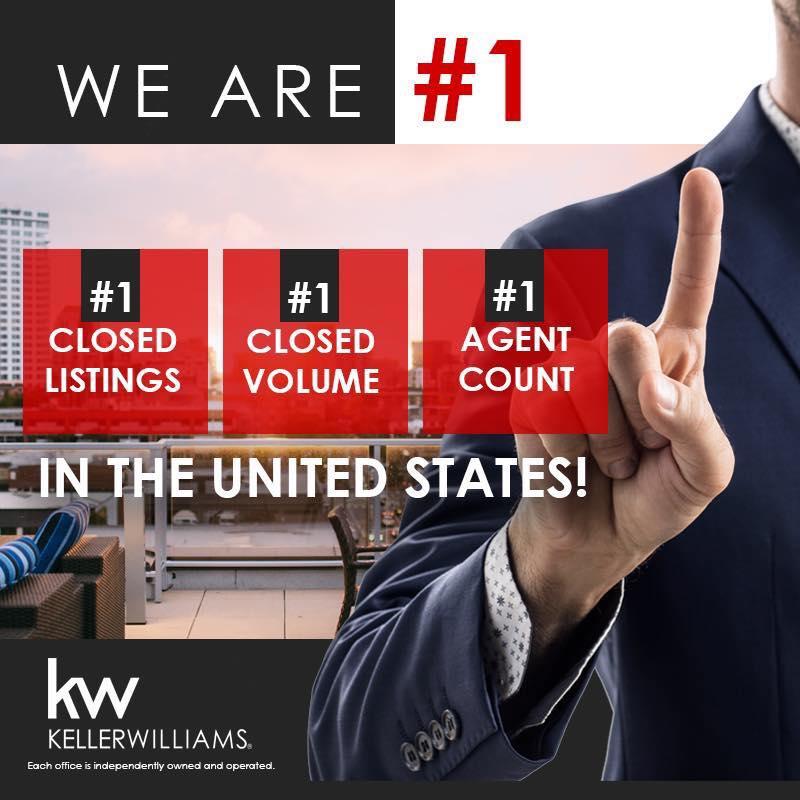 WE ARE #1
#1 CLOSED LISTINGS
#1 CLOSED VOLUME
#1 AGENT COUNT
IN THE UNITED STATES!
kw
KELLERWILLIAMS.
Each office is independently owned and operated.